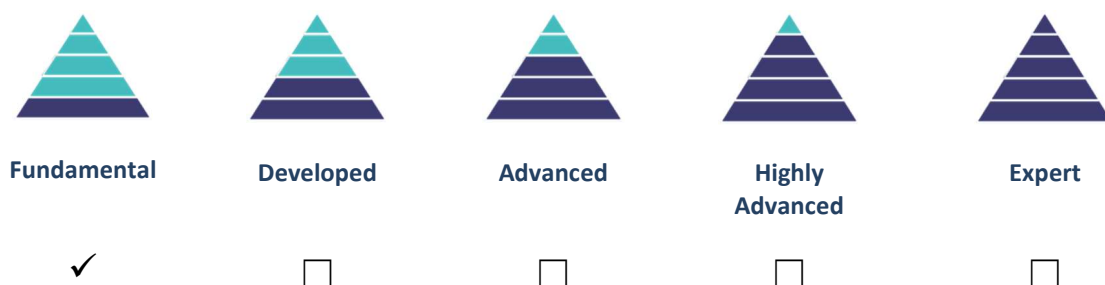 Fundamental
Developed
Advanced
Highly
Advanced
Expert
✓ ☐ ☐ ☐ ☐